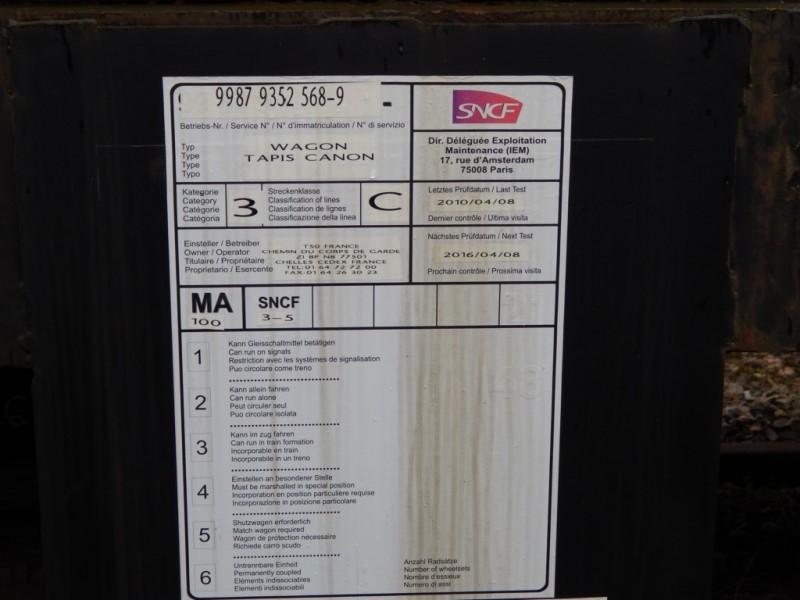 9987 9352 568-9
Betriebs-Nr. / Service N° / N° d'immatriculation / N° di servizio
SNCF
Dir. Déléguée Exploitation
Maintenance (IEM)
17, rue d'Amsterdam
75008 Paris
Typ
Type
Type
Tipo
WAGON
TAPIS CANON
Kategorie
Category
Catégorie
Catégoria
3
Streckenklasse
Classification of lines
Classification de lignes
Classificazione della linea
C
Letztes Prüfdatum / Last Test
2010/04/08
Dernier contrôle / Ultima visita
Einsteller / Betreiber
Owner / Operator
Titulaire / Propriétaire
Proprietario / Esercente
TSO FRANCE
CHEMIN DU CORPS DE GARDE
ZI BP N8 77501
CHELLES CEDEX FRANCE
TEL:01 64 72 72 00
FAX:01 64 26 30 23
Nächstes Prüfdatum / Next Test
2016/04/08
Prochain contrôle / Prossima visita
MA
100
SNCF
3-5
1
Kann Gleisschaltmittel betätigen
Can run on signals
Restriction avec les systèmes de signalisation
Puo circolare come treno
2
Kann allein fahren
Can run alone
Peut circuler seul
Puo circolare isolata
3
Kann im zug fahren
Can run in train formation
Incorporable en train
Incorporabile in un treno
4
Einstellen an besonderer Stelle
Must be marshalled in special position
Incorporation en position particulière requise
Incorporazione in posizione particolare
5
Shutzwagen erforderlich
Match wagon required
Wagon de protection nécessaire
Richiede carro scudo
6
Untrennbare Einheid
Permanently coupled
Eléments indissociables
Elementi indissociabili
Anzahl Radsätze
Number of wheelsets
Nombre d'essieux
Numero di assi